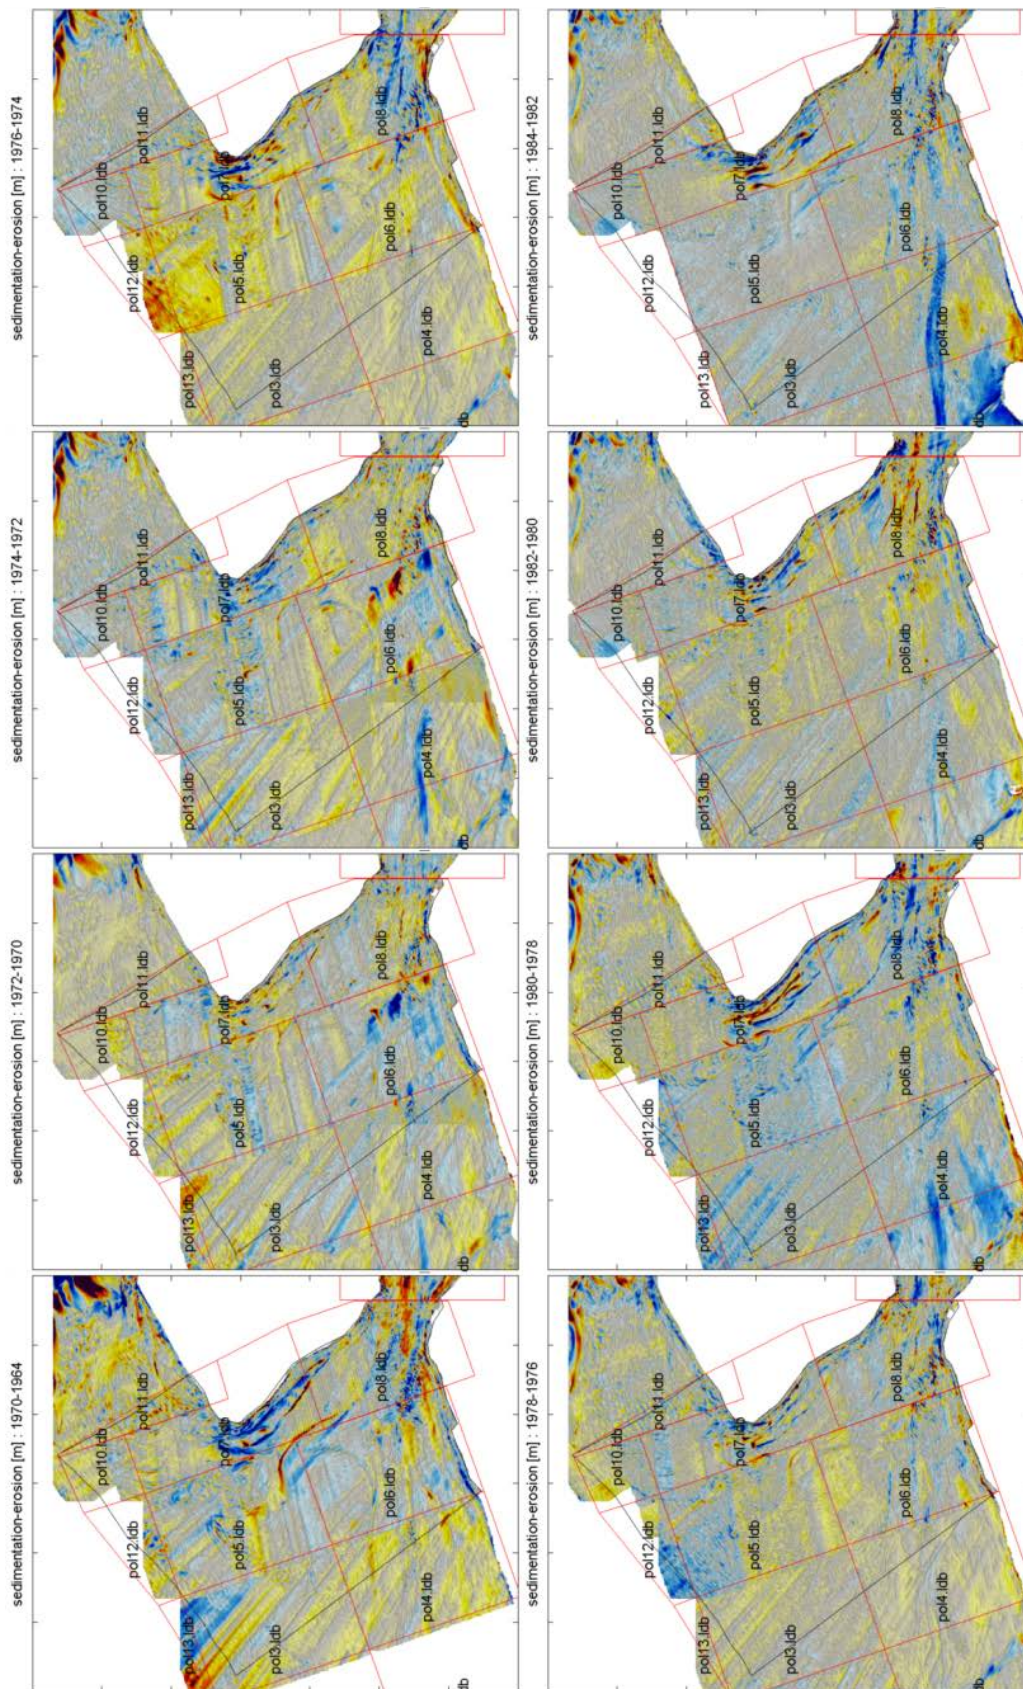 sedimentation-erosion [m] : 1970-1964
pol10.ldb
pol12.ldb
pol11.ldb
pol13.ldb
pol7.ldb
pol5.ldb
pol3.ldb
pol8.ldb
pol6.ldb
pol4.ldb
db
sedimentation-erosion [m] : 1972-1970
pol10.ldb
pol12.ldb
pol11.ldb
pol13.ldb
pol7.ldb
pol5.ldb
pol3.ldb
pol8.ldb
pol6.ldb
pol4.ldb
db
sedimentation-erosion [m] : 1974-1972
pol10.ldb
pol12.ldb
pol11.ldb
pol13.ldb
pol7.ldb
pol5.ldb
pol3.ldb
pol8.ldb
pol6.ldb
pol4.ldb
db
sedimentation-erosion [m] : 1976-1974
pol10.ldb
pol12.ldb
pol11.ldb
pol13.ldb
pol7.ldb
pol5.ldb
pol3.ldb
pol8.ldb
pol6.ldb
pol4.ldb
db
sedimentation-erosion [m] : 1978-1976
pol10.ldb
pol12.ldb
pol11.ldb
pol13.ldb
pol7.ldb
pol5.ldb
pol3.ldb
pol8.ldb
pol6.ldb
pol4.ldb
db
sedimentation-erosion [m] : 1980-1978
pol10.ldb
pol12.ldb
pol11.ldb
pol13.ldb
pol7.ldb
pol5.ldb
pol3.ldb
pol8.ldb
pol6.ldb
pol4.ldb
db
sedimentation-erosion [m] : 1982-1980
pol10.ldb
pol12.ldb
pol11.ldb
pol13.ldb
pol7.ldb
pol5.ldb
pol3.ldb
pol8.ldb
pol6.ldb
pol4.ldb
db
sedimentation-erosion [m] : 1984-1982
pol10.ldb
pol12.ldb
pol11.ldb
pol13.ldb
pol7.ldb
pol5.ldb
pol3.ldb
pol8.ldb
pol6.ldb
pol4.ldb
db